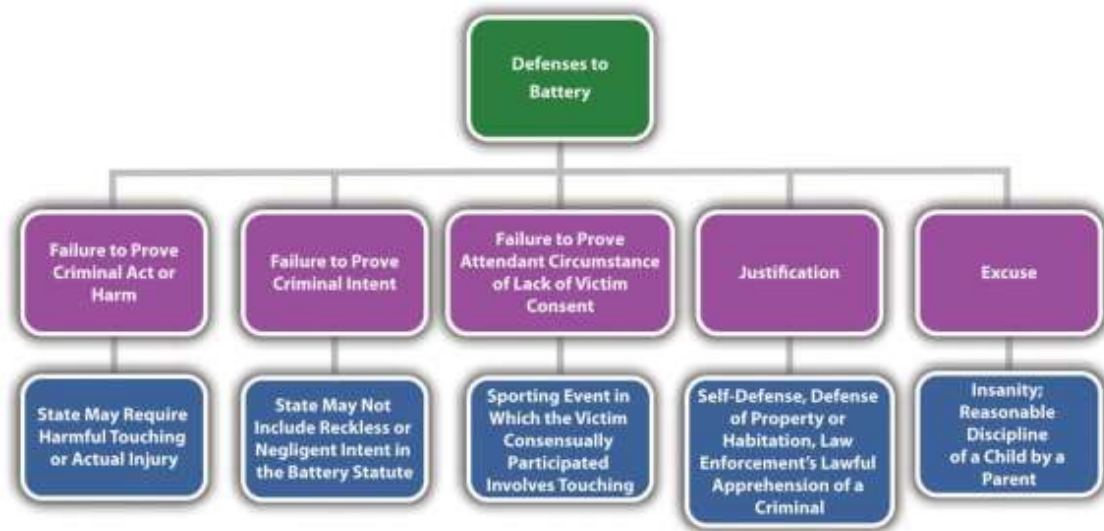 Defenses to
Battery
Failure to Prove
Criminal Act or
Harm
Failure to Prove
Criminal Intent
Failure to Prove
Attendant Circumstance
of Lack of Victim
Consent
Justification
Excuse
State May Require
Harmful Touching
or Actual Injury
State May Not
Include Reckless or
Negligent Intent in
the Battery Statute
Sporting Event in
Which the Victim
Consensually
Participated
Involves Touching
Self-Defense, Defense
of Property or
Habitation, Law
Enforcement's Lawful
Apprehension of a
Criminal
Insanity;
Reasonable
Discipline
of a Child by a
Parent